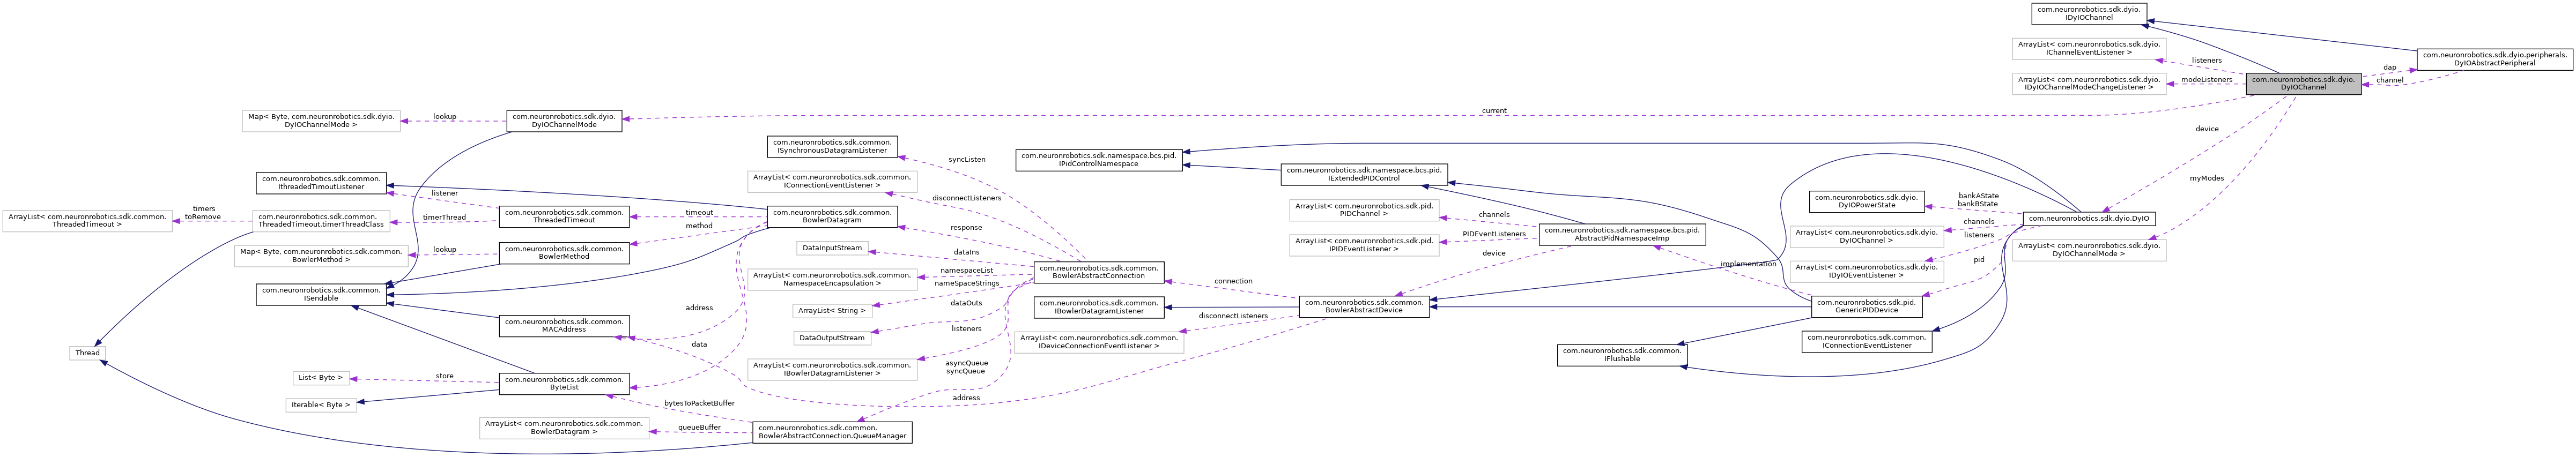 com.neuronrobotics.sdk.dyio.
IDyIOChannel
ArrayList< com.neuronrobotics.sdk.dyio.
IChannelEventListener >
listeners
com.neuronrobotics.sdk.dyio.peripherals.
DyIOAbstractPeripheral
dap
channel
ArrayList< com.neuronrobotics.sdk.dyio.
IDyIOChannelModeChangeListener >
modeListeners
com.neuronrobotics.sdk.dyio.
DyIOChannel
current
Map< Byte, com.neuronrobotics.sdk.dyio.
DyIOChannelMode >
lookup
com.neuronrobotics.sdk.dyio.
DyIOChannelMode
device
myModes
com.neuronrobotics.sdk.common.
ISynchronousDatagramListener
syncListen
com.neuronrobotics.sdk.namespace.bcs.pid.
IPidControlNamespace
com.neuronrobotics.sdk.namespace.bcs.pid.
IExtendedPIDControl
com.neuronrobotics.sdk.common.
IthreadedTimoutListener
listener
ArrayList< com.neuronrobotics.sdk.common.
IConnectionEventListener >
disconnectListeners
com.neuronrobotics.sdk.dyio.
DyIOPowerState
bankAState
bankBState
ArrayList< com.neuronrobotics.sdk.common.
ThreadedTimeout >
timers
toRemove
com.neuronrobotics.sdk.common.
ThreadedTimeout.timerThreadClass
timerThread
com.neuronrobotics.sdk.common.
ThreadedTimeout
timeout
method
com.neuronrobotics.sdk.common.
BowlerDatagram
response
ArrayList< com.neuronrobotics.sdk.pid.
PIDChannel >
channels
com.neuronrobotics.sdk.dyio.DyIO
channels
listeners
ArrayList< com.neuronrobotics.sdk.dyio.
DyIOChannel >
ArrayList< com.neuronrobotics.sdk.pid.
IPIDEventListener >
PIDEventListeners
com.neuronrobotics.sdk.namespace.bcs.pid.
AbstractPidNamespaceImp
Map< Byte, com.neuronrobotics.sdk.common.
BowlerMethod >
lookup
com.neuronrobotics.sdk.common.
BowlerMethod
DataInputStream
dataIns
device
implementation
pid
ArrayList< com.neuronrobotics.sdk.dyio.
DyIOChannelMode >
ArrayList< com.neuronrobotics.sdk.dyio.
IDyIOEventListener >
com.neuronrobotics.sdk.common.
BowlerAbstractConnection
ArrayList< com.neuronrobotics.sdk.common.
NamespaceEncapsulation >
namespaceList
nameSpaceStrings
connection
com.neuronrobotics.sdk.common.
ISendable
address
ArrayList< String >
dataOuts
com.neuronrobotics.sdk.common.
IBowlerDatagramListener
com.neuronrobotics.sdk.common.
BowlerAbstractDevice
com.neuronrobotics.sdk.pid.
GenericPIDDevice
disconnectListeners
com.neuronrobotics.sdk.common.
MACAddress
listeners
DataOutputStream
ArrayList< com.neuronrobotics.sdk.common.
IDeviceConnectionEventListener >
com.neuronrobotics.sdk.common.
IConnectionEventListener
data
Thread
com.neuronrobotics.sdk.common.
IFlushable
asyncQueue
syncQueue
ArrayList< com.neuronrobotics.sdk.common.
IBowlerDatagramListener >
List< Byte >
store
com.neuronrobotics.sdk.common.
ByteList
Iterable< Byte >
bytesToPacketBuffer
address
ArrayList< com.neuronrobotics.sdk.common.
BowlerDatagram >
queueBuffer
com.neuronrobotics.sdk.common.
BowlerAbstractConnection.QueueManager